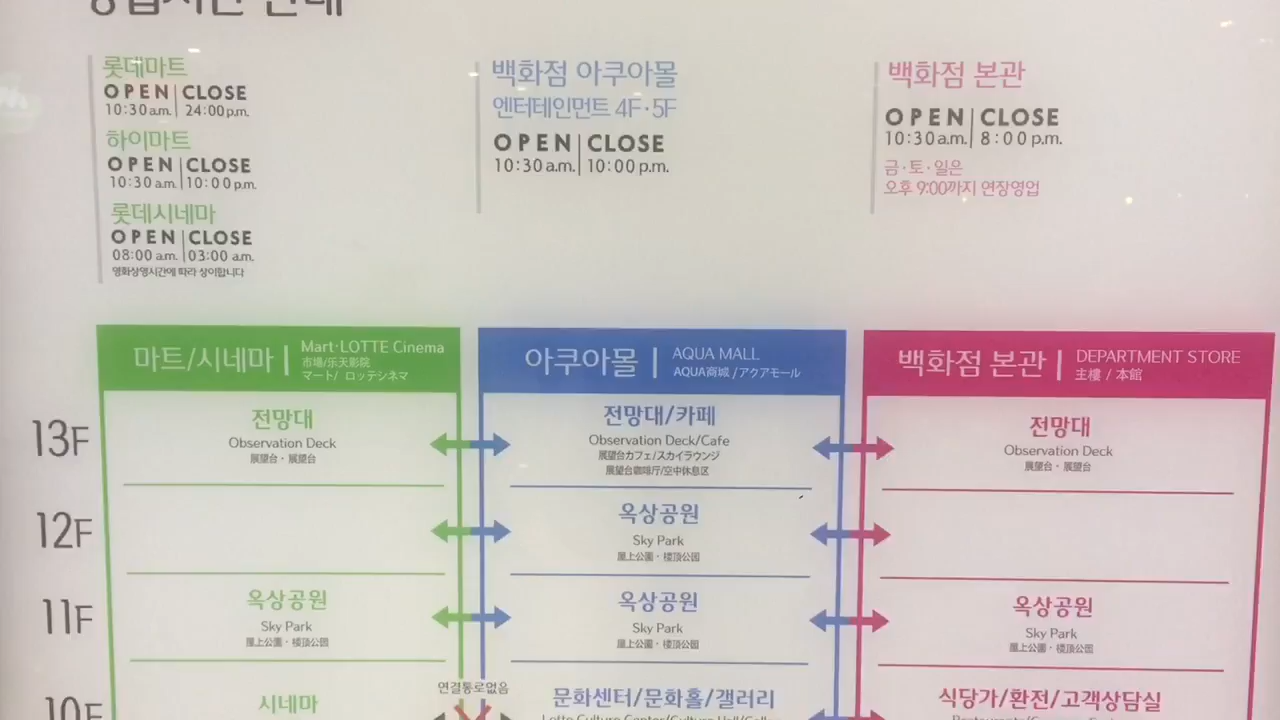 영업시간 안내
롯데마트
OPEN | CLOSE
10:30 a.m. | 24:00 p.m.
하이마트
OPEN | CLOSE
10:30 a.m. | 10:00 p.m.
롯데시네마
OPEN | CLOSE
08:00 a.m. | 03:00 a.m.
영화상영시간에 따라 상이합니다
백화점 아쿠아몰
엔터테인먼트 4F·5F
OPEN | CLOSE
10:30 a.m. | 10:00 p.m.
백화점 본관
OPEN | CLOSE
10:30 a.m. | 8:00 p.m.
금·토·일은
오후 9:00까지 연장영업
마트/시네마 | Mart·LOTTE Cinema
市場/乐天影院
マート/ ロッテシネマ
아쿠아몰 | AQUA MALL
AQUA商城 /アクアモール
백화점 본관 | DEPARTMENT STORE
主樓 / 本館
13F
전망대
Observation Deck
展望台 · 展望台
전망대/카페
Observation Deck/Cafe
展望台カフェ/スカイラウンジ
展望台咖啡厅/空中休息区
전망대
Observation Deck
展望台 · 展望台
12F
옥상공원
Sky Park
屋上公園 · 楼顶公园
11F
옥상공원
Sky Park
屋上公園 · 楼顶公园
옥상공원
Sky Park
屋上公園 · 楼顶公园
옥상공원
Sky Park
屋上公園 · 楼顶公园
10F
시네마
연결통로없음
문화센터/문화홀/갤러리
Lotte Culture Center/Culture Hall/Gallery
식당가/환전/고객상담실